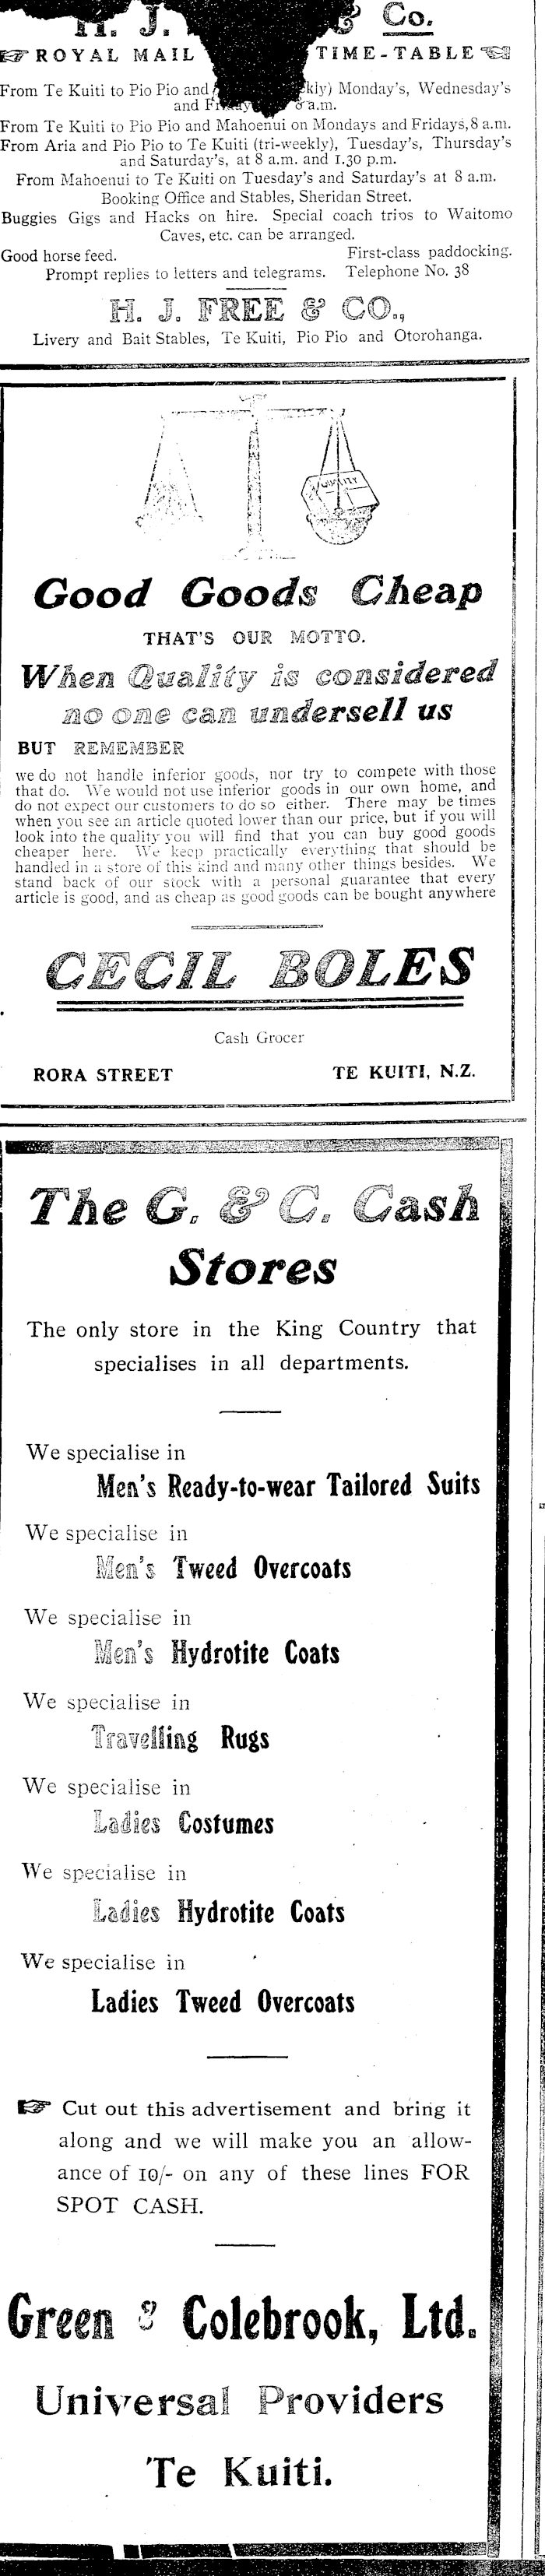 H. J. & Co.
ROYAL MAIL TIME-TABLE
From Te Kuiti to Pio Pio and kly) Monday's, Wednesday's
and a.m.
From Te Kuiti to Pio Pio and Mahoenui on Mondays and Fridays, 8 a.m.
From Aria and Pio Pio to Te Kuiti (tri-weekly), Tuesday's, Thursday's
and Saturday's, at 8 a.m. and 1.30 p.m.
From Mahoenui to Te Kuiti on Tuesday's and Saturday's at 8 a.m.
Booking Office and Stables, Sheridan Street.
Buggies Gigs and Hacks on hire. Special coach trips to Waitomo
Caves, etc. can be arranged.
Good horse feed. First-class paddocking.
Prompt replies to letters and telegrams. Telephone No. 38
H. J. FREE & CO.,
Livery and Bait Stables, Te Kuiti, Pio Pio and Otorohanga.
QUALITY
Good Goods Cheap
THAT'S OUR MOTTO.
When Quality is considered
no one can undersell us
BUT REMEMBER
we do not handle inferior goods, nor try to compete with those
that do. We would not use inferior goods in our own home, and
do not expect our customers to do so either. There may be times
when you see an article quoted lower than our price, but if you will
look into the quality you will find that you can buy good goods
cheaper here. We keep practically everything that should be
handled in a store of this kind and many other things besides. We
stand back of our stock with a personal guarantee that every
article is good, and as cheap as good goods can be bought anywhere
CECIL BOLES
Cash Grocer
RORA STREET TE KUITI, N.Z.
The G. & C. Cash
Stores
The only store in the King Country that
specialises in all departments.
We specialise in
Men's Ready-to-wear Tailored Suits
We specialise in
Men's Tweed Overcoats
We specialise in
Men's Hydrotite Coats
We specialise in
Travelling Rugs
We specialise in
Ladies Costumes
We specialise in
Ladies Hydrotite Coats
We specialise in
Ladies Tweed Overcoats
☞ Cut out this advertisement and bring it
along and we will make you an allow-
ance of 10/- on any of these lines FOR
SPOT CASH.
Green & Colebrook, Ltd.
Universal Providers
Te Kuiti.